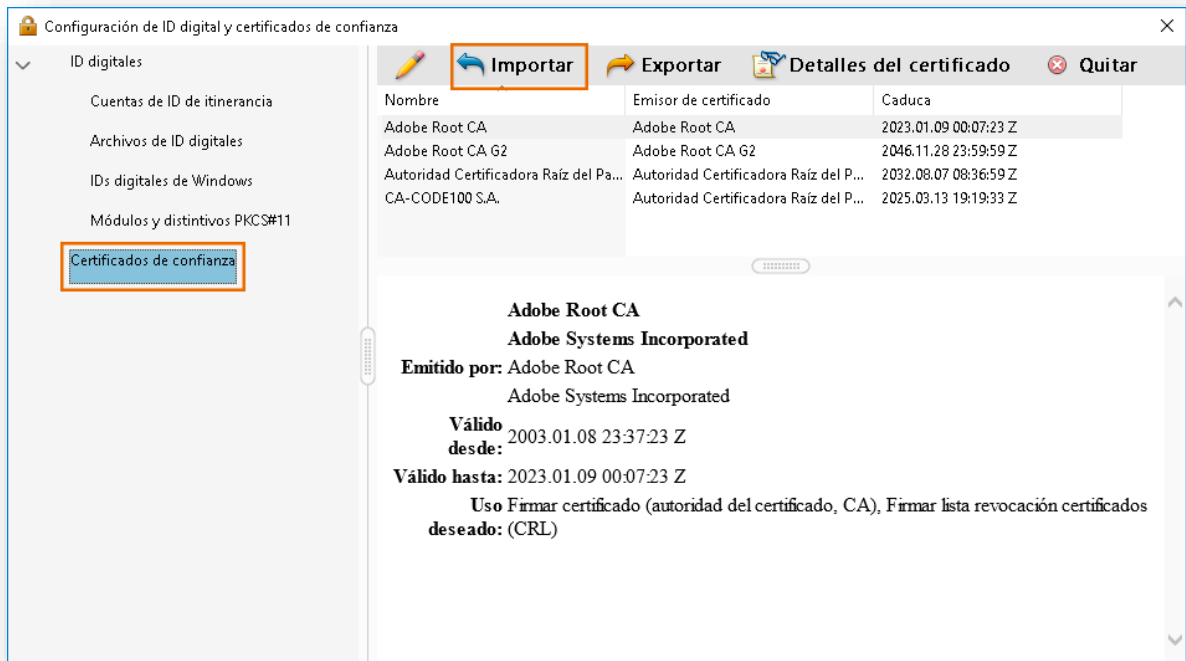 Configuración de ID digital y certificados de confianza
ID digitales
Cuentas de ID de itinerancia
Archivos de ID digitales
IDs digitales de Windows
Módulos y distintivos PKCS#11
Certificados de confianza
Importar Exportar Detalles del certificado Quitar
Nombre Emisor de certificado Caduca
Adobe Root CA Adobe Root CA 2023.01.09 00:07:23 Z
Adobe Root CA G2 Adobe Root CA G2 2046.11.28 23:59:59 Z
Autoridad Certificadora Raíz del Pa... Autoridad Certificadora Raíz del P... 2032.08.07 08:36:59 Z
CA-CODE100 S.A. Autoridad Certificadora Raíz del P... 2025.03.13 19:19:33 Z
Adobe Root CA
Adobe Systems Incorporated
Emitido por: Adobe Root CA
Adobe Systems Incorporated
Válido
desde: 2003.01.08 23:37:23 Z
Válido hasta: 2023.01.09 00:07:23 Z
Uso Firmar certificado (autoridad del certificado, CA), Firmar lista revocación certificados
deseado: (CRL)